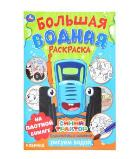 БОЛЬШАЯ
ВОДНАЯ
РАСКРАСКА
НА
ПЛОТНОЙ
БУМАГЕ
СИНИЙ
ТРАКТОР
РИСУЕМ ВОДОЙ